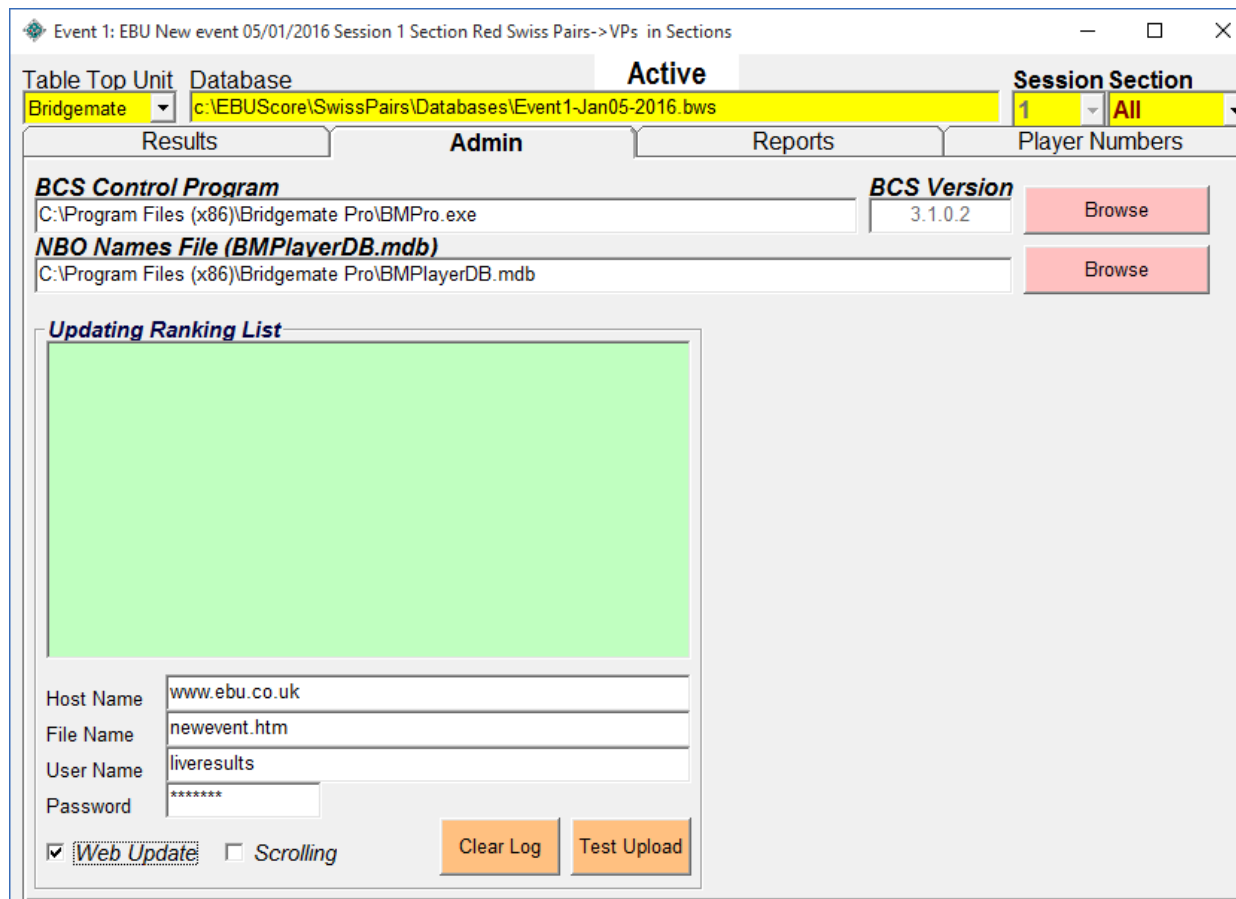 Event 1: EBU New event 05/01/2016 Session 1 Section Red Swiss Pairs->VPs  in Sections
Table Top Unit Database Active Session Section
Bridgemate c:\EBUScore\SwissPairs\Databases\Event1-Jan05-2016.bws 1 All
Results Admin Reports Player Numbers
BCS Control Program BCS Version
C:\Program Files (x86)\Bridgemate Pro\BMPro.exe 3.1.0.2 Browse
NBO Names File (BMPlayerDB.mdb)
C:\Program Files (x86)\Bridgemate Pro\BMPlayerDB.mdb Browse
Updating Ranking List
Host Name www.ebu.co.uk
File Name newevent.htm
User Name liveresults
Password *******
Web Update Scrolling Clear Log Test Upload